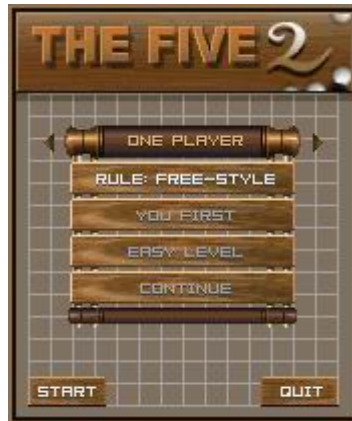 THE FIVE 2
ONE PLAYER
RULE: FREE-STYLE
YOU FIRST
EASY LEVEL
CONTINUE
START
QUIT